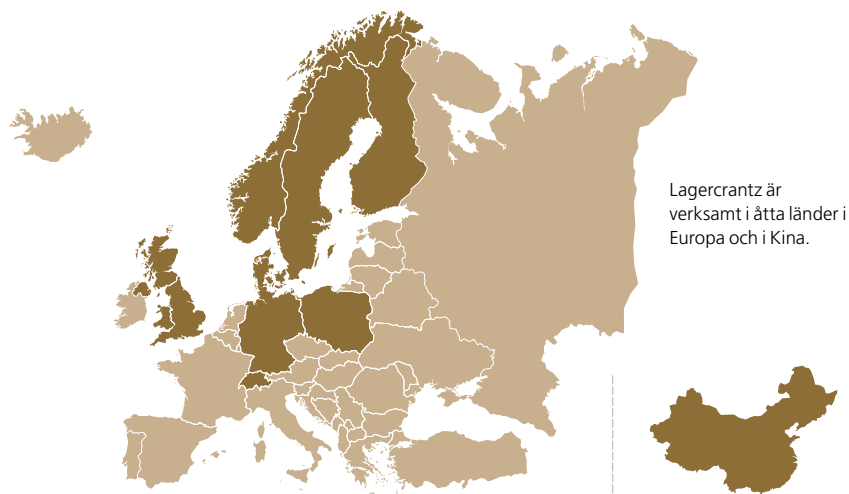 Lagercrantz är
verksamt i åtta länder i
Europa och i Kina.